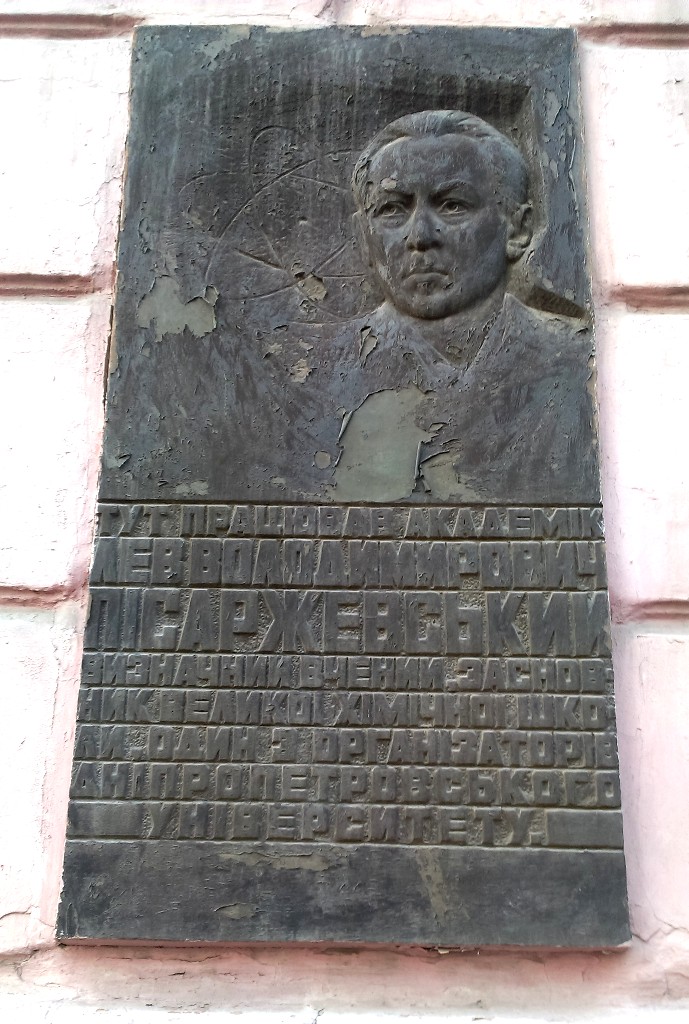 ТУТ ПРАЦЮВАВ АКАДЕМІК
ЛЕВ ВОЛОДИМИРОВИЧ
ПІСАРЖЕВСЬКИЙ
ВИЗНАЧНИЙ ВЧЕНИЙ, ЗАСНОВ
НИК ВЕЛИКОЇ ХІМІЧНОЇ ШКО
ЛИ, ОДИН З ОРГАНІЗАТОРІВ
ДНІПРОПЕТРОВСЬКОГО
УНІВЕРСИТЕТУ.